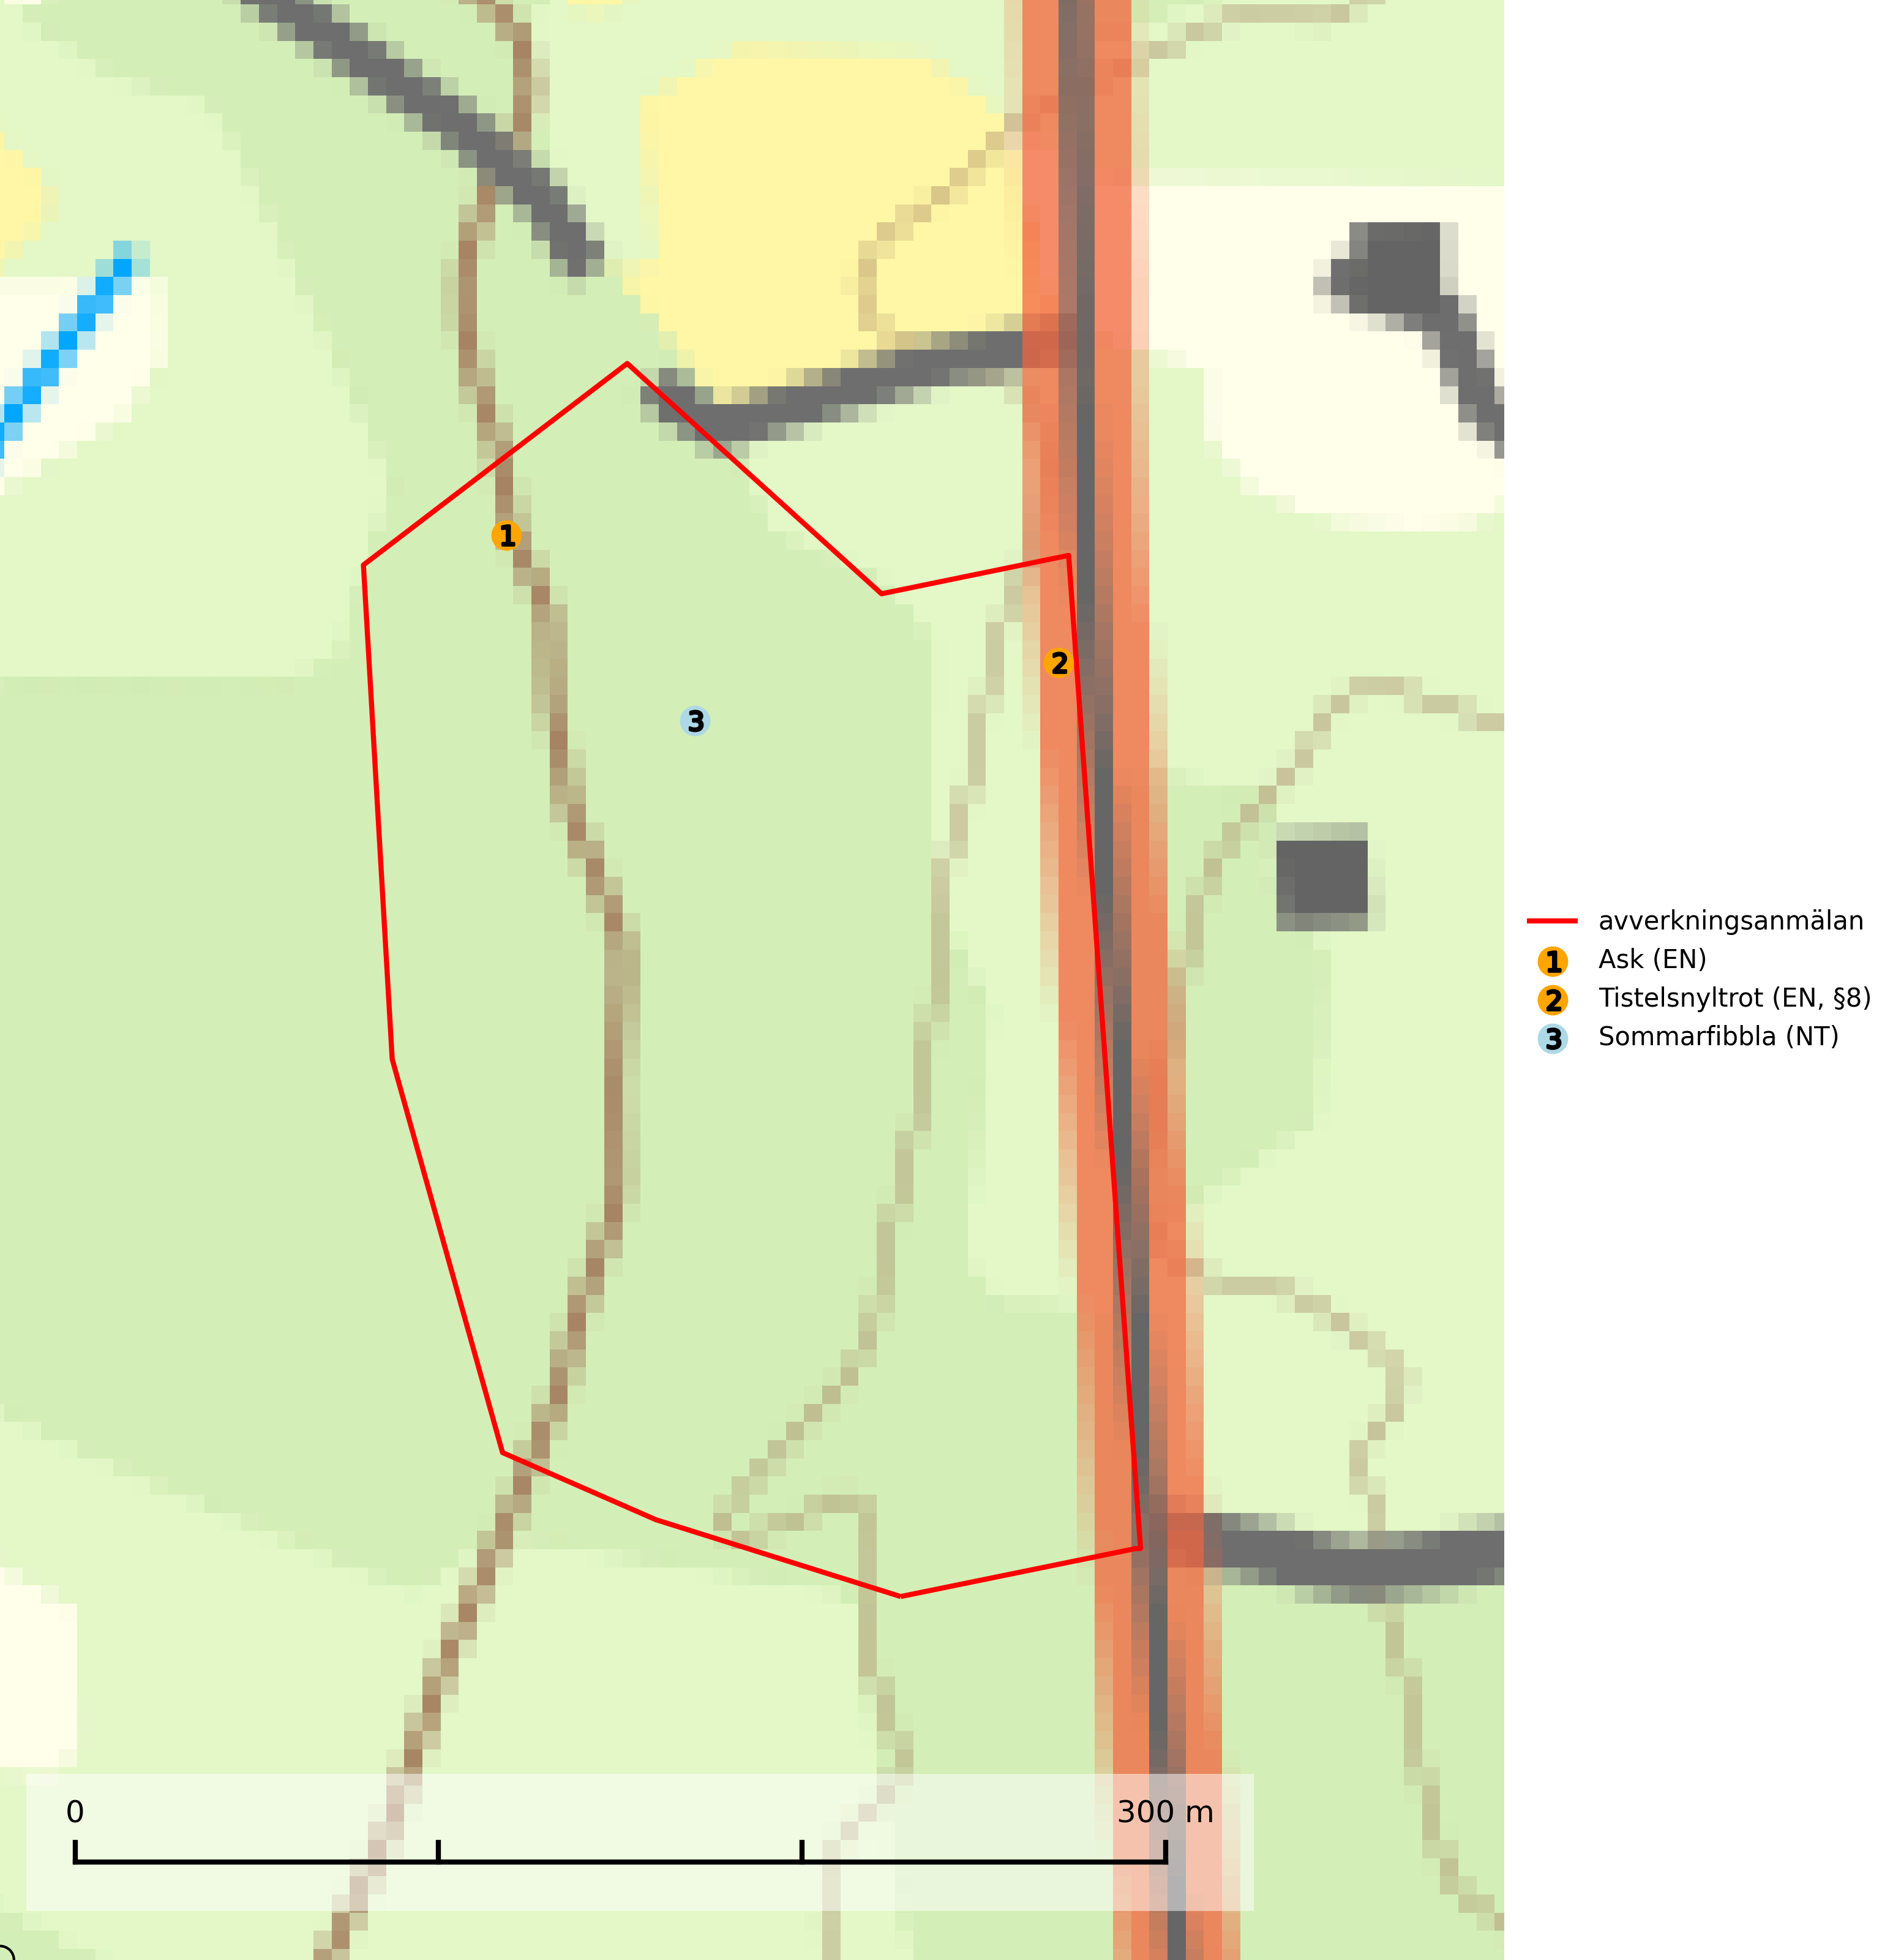 1
2
3
avverkningsanmälan
1 Ask (EN)
2 Tistelsnyltrot (EN, §8)
3 Sommarfibbla (NT)
0 300 m